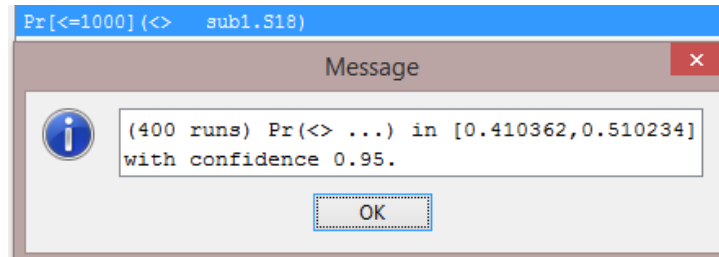 Pr[<=1000](<> sub1.S18)
Message
x
(400 runs) Pr(<> ...) in [0.410362,0.510234]
with confidence 0.95.
OK